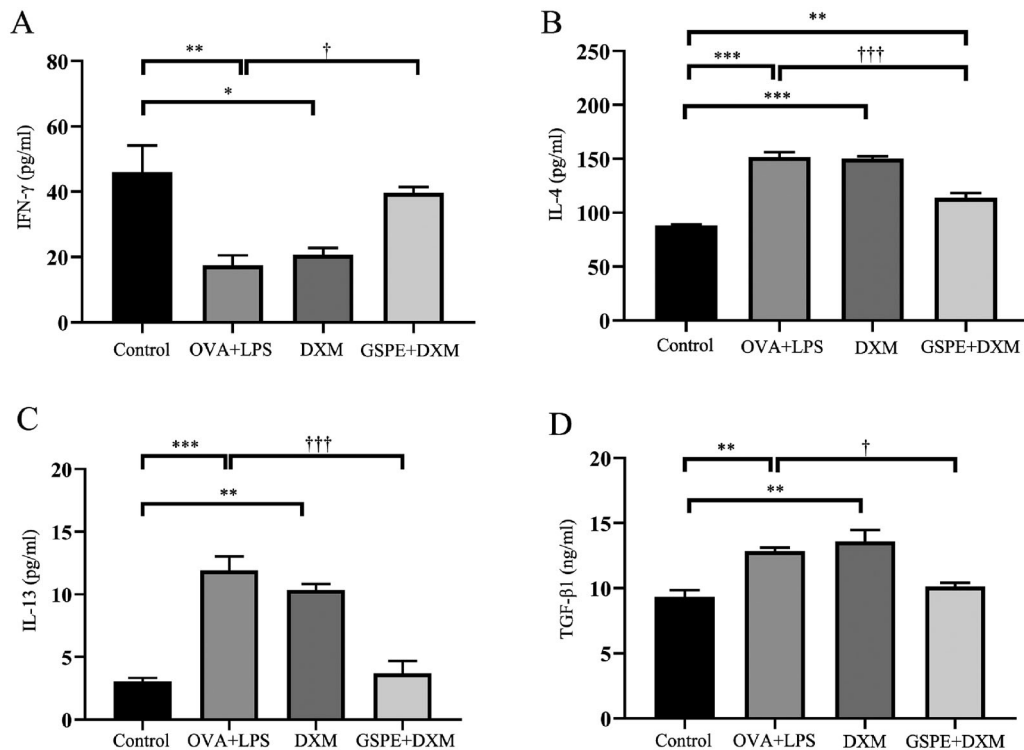 A
IFN-γ (pg/ml)
80
60
40
20
0
**
†
*
Control OVA+LPS DXM GSPE+DXM
B
IL-4 (pg/ml)
250
200
150
100
50
0
**
***
†††
***
Control OVA+LPS DXM GSPE+DXM
C
IL-13 (pg/ml)
20
15
10
5
0
***
†††
**
Control OVA+LPS DXM GSPE+DXM
D
TGF-β1 (ng/ml)
20
15
10
5
0
**
†
**
Control OVA+LPS DXM GSPE+DXM